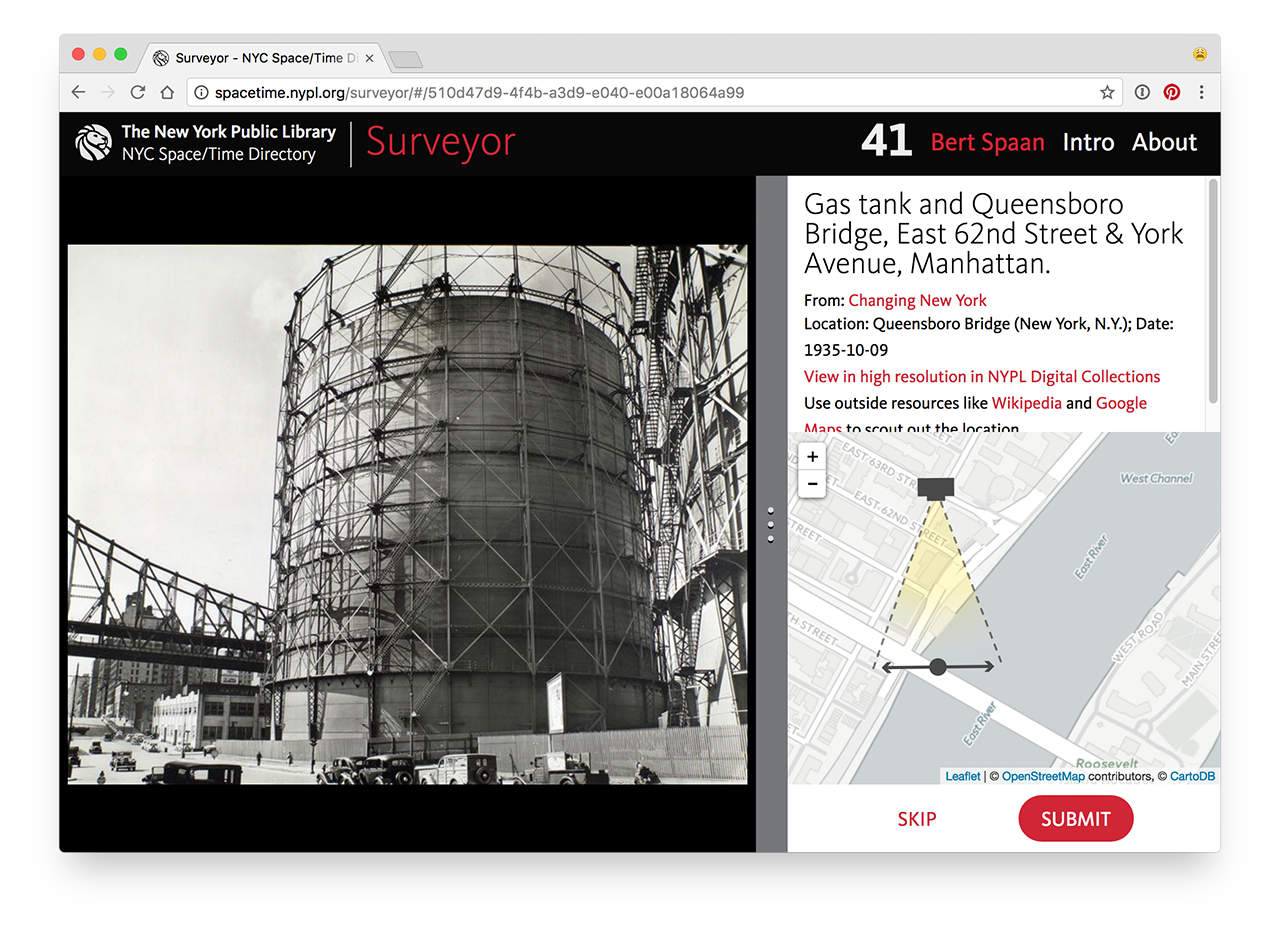 Surveyor - NYC Space/Time D
spacetime.nypl.org/surveyor/#/510d47d9-4f4b-a3d9-e040-e00a18064a99
The New York Public Library
NYC Space/Time Directory
Surveyor
41 Bert Spaan Intro About
Gas tank and Queensboro
Bridge, East 62nd Street & York
Avenue, Manhattan.
From: Changing New York
Location: Queensboro Bridge (New York, N.Y.); Date:
1935-10-09
View in high resolution in NYPL Digital Collections
Use outside resources like Wikipedia and Google
Maps to scout out the location
+
−
EAST 63RD STR
EAST 62ND STREET
STREET
TH STREET
West Channel
East River
East River
WEST ROAD
MAIN STRE
Roosevelt
Leaflet | © OpenStreetMap contributors, © CartoDB
SKIP
SUBMIT